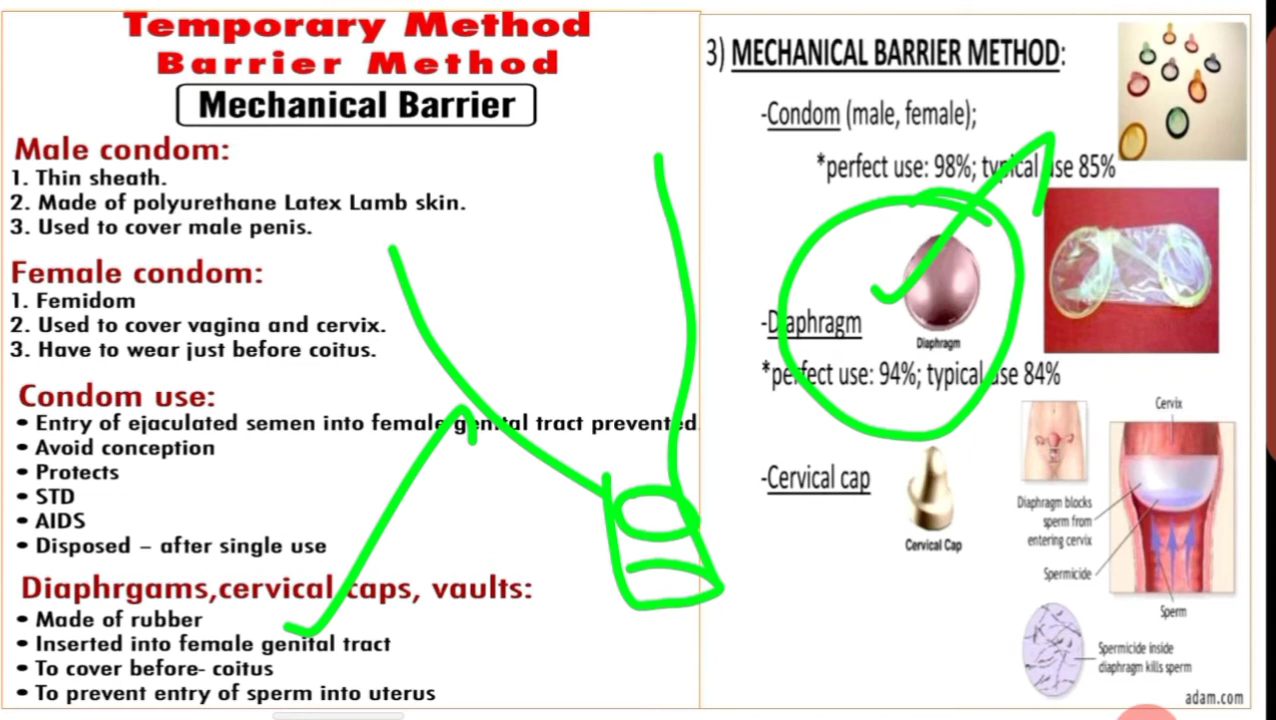 Temporary Method
Barrier Method
Mechanical Barrier
Male condom:
1. Thin sheath.
2. Made of polyurethane Latex Lamb skin.
3. Used to cover male penis.
Female condom:
1. Femidom
2. Used to cover vagina and cervix.
3. Have to wear just before coitus.
Condom use:
• Entry of ejaculated semen into female genital tract prevented.
• Avoid conception
• Protects
• STD
• AIDS
• Disposed – after single use
Diaphrgams,cervical caps, vaults:
• Made of rubber
• Inserted into female genital tract
• To cover before- coitus
• To prevent entry of sperm into uterus
3) MECHANICAL BARRIER METHOD:
-Condom (male, female);
*perfect use: 98%; typical use 85%
-Diaphragm
Diaphragm
*perfect use: 94%; typical use 84%
-Cervical cap
Cervical Cap
Cervix
Diaphragm blocks
sperm from
entering cervix
Spermicide
Sperm
Spermicide inside
diaphragm kills sperm
adam.com